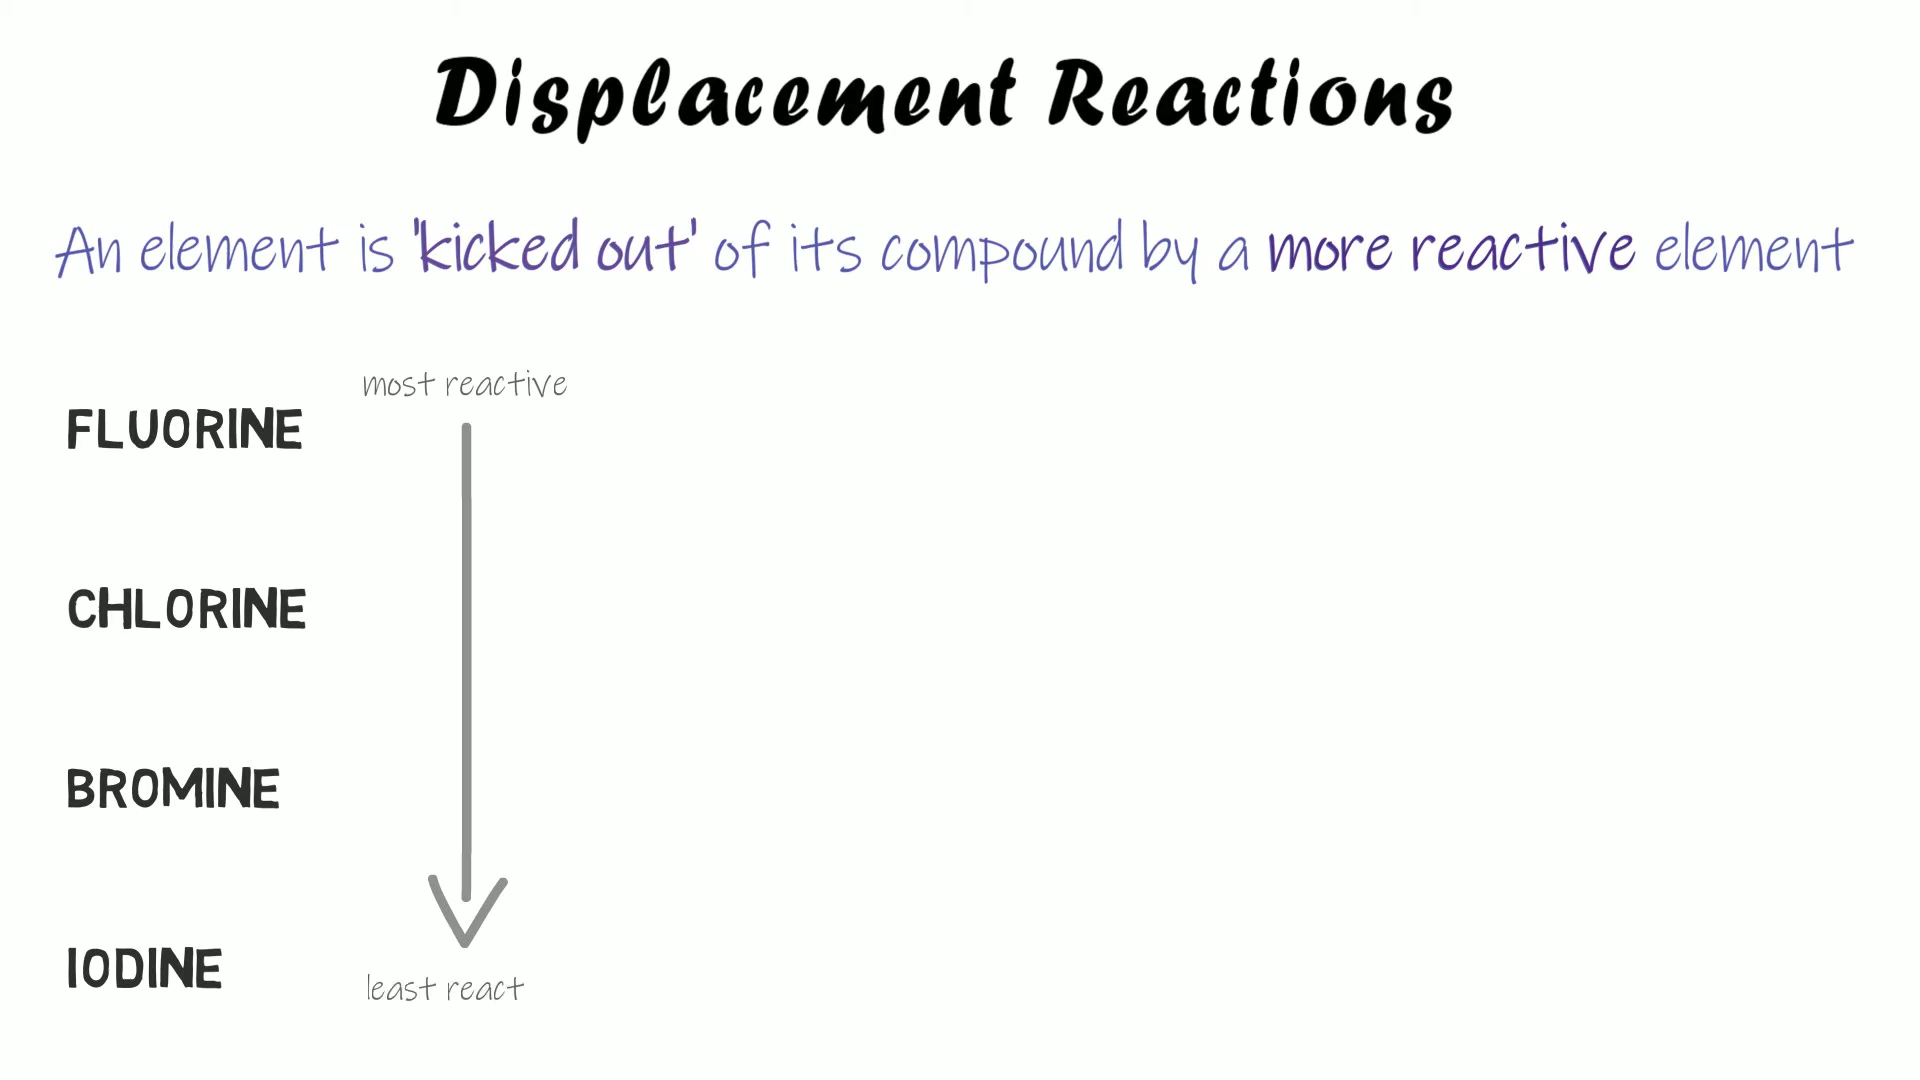 Displacement Reactions
An element is 'kicked out' of its compound by a more reactive element
most reactive
FLUORINE
CHLORINE
BROMINE
IODINE
least react